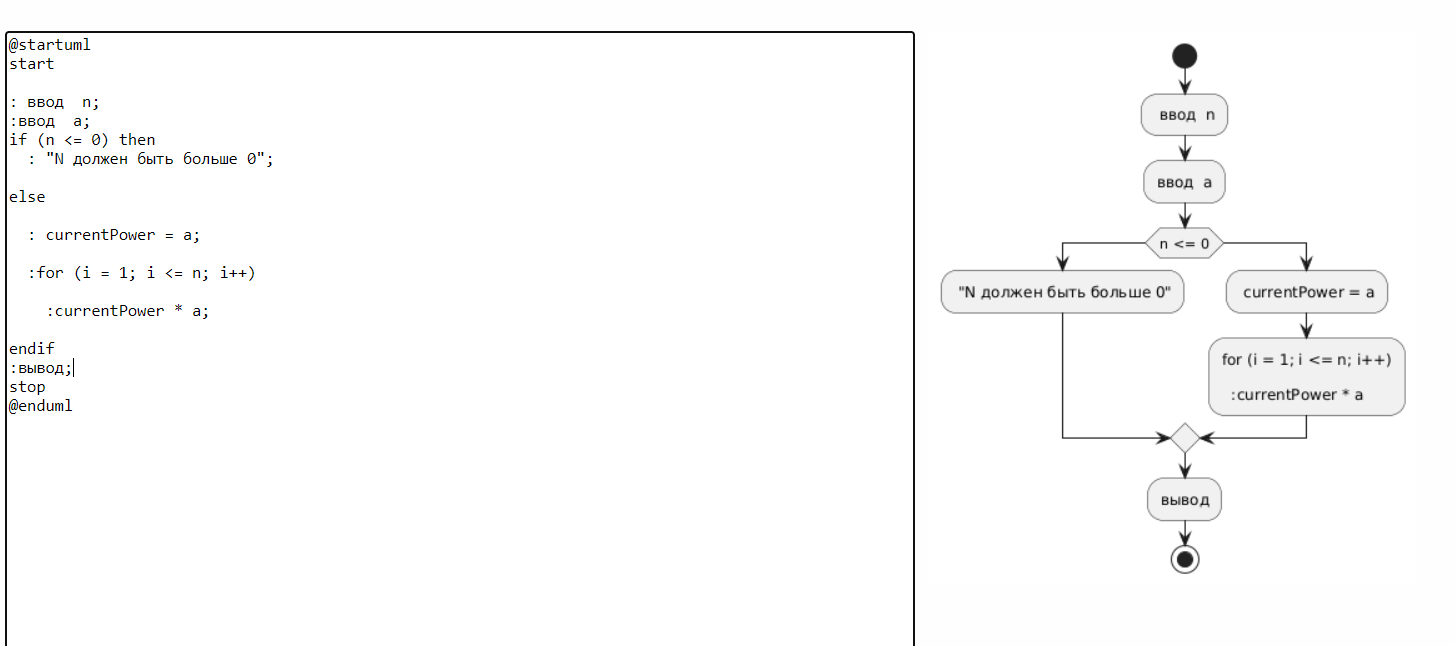 @startuml
start
: ввод  n;
:ввод  a;
if (n <= 0) then
  : "N должен быть больше 0";
else
  : currentPower = a;
  :for (i = 1; i <= n; i++)
    :currentPower * a;
endif
:вывод;
stop
@enduml
ввод n
ввод a
n <= 0
"N должен быть больше 0"
currentPower = a
for (i = 1; i <= n; i++)
:currentPower * a
вывод